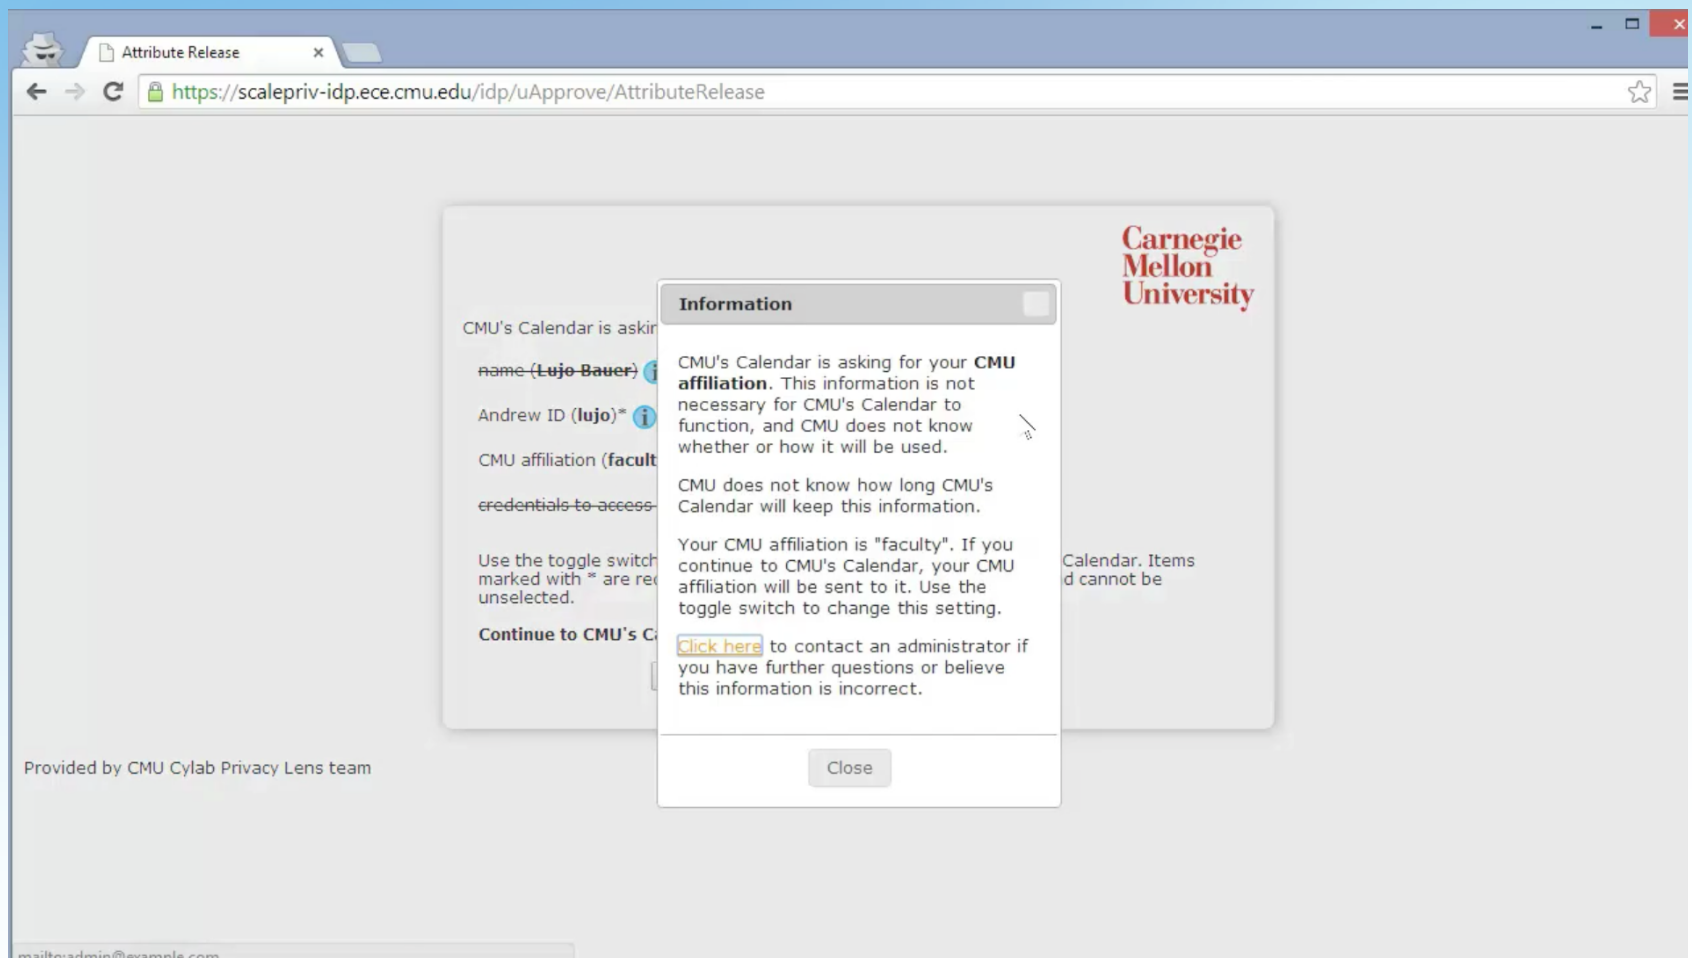 Attribute Release
https://scalepriv-idp.ece.cmu.edu/idp/uApprove/AttributeRelease
Carnegie
Mellon
University
CMU's Calendar is askin
name (Lujo Bauer) i
Andrew ID (lujo)* i
CMU affiliation (facult
credentials to access
Use the toggle switch
Calendar. Items
marked with * are rec
d cannot be
unselected.
Continue to CMU's Ca
Information
CMU's Calendar is asking for your CMU
affiliation. This information is not
necessary for CMU's Calendar to
function, and CMU does not know
whether or how it will be used.
CMU does not know how long CMU's
Calendar will keep this information.
Your CMU affiliation is "faculty". If you
continue to CMU's Calendar, your CMU
affiliation will be sent to it. Use the
toggle switch to change this setting.
Click here to contact an administrator if
you have further questions or believe
this information is incorrect.
Close
Provided by CMU Cylab Privacy Lens team
mailto:admin@example.com